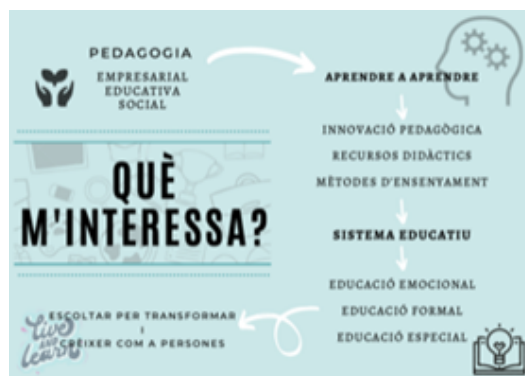 PEDAGOGIA
EMPRESARIAL
EDUCATIVA
SOCIAL
QUÈ
M'INTERESSA?
APRENDRE A APRENDRE
INNOVACIÓ PEDAGÒGICA
RECURSOS DIDÀCTICS
MÈTODES D'ENSENYAMENT
SISTEMA EDUCATIU
EDUCACIÓ EMOCIONAL
EDUCACIÓ FORMAL
EDUCACIÓ ESPECIAL
ESCOLTAR PER TRANSFORMAR
I
CRÈIXER COM A PERSONES
Live
AND
learn